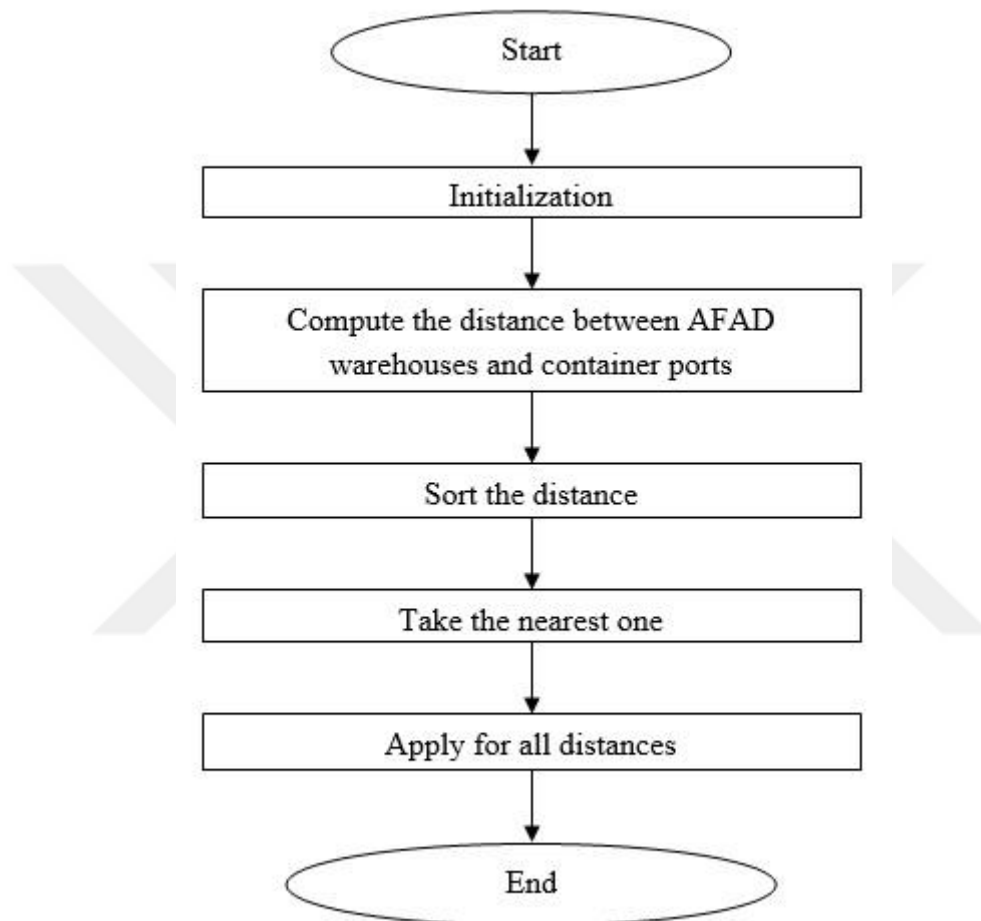 Start
Initialization
Compute the distance between AFAD
warehouses and container ports
Sort the distance
Take the nearest one
Apply for all distances
End